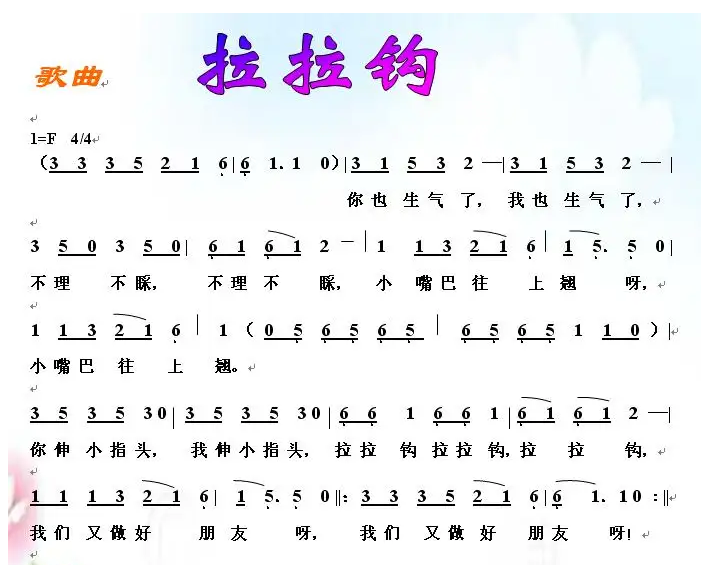 歌曲 拉拉钩
1=F 4/4
(3 3 3 5 2 1 6|6 1.1 0)|3 1 5 3 2 —|3 1 5 3 2 —|
你也 生气了，我也生气了，
3 5 0 3 5 0| 6 1 6 1 2 —|1 1 3 2 1 6|1 5. 5 0|
不理 不睬， 不理不 睬， 小 嘴巴往 上翘 呀，
1 1 3 2 1 6|1 (0 5 6 5 6 5|6 5 6 5 1 1 0)|
小嘴巴 往 上 翘。
3 5 3 5 3 0|3 5 3 5 3 0|6 6 1 6 6 1|6 1 6 1 2 —|
你伸小指头， 我伸小指头，拉拉 钩拉拉钩，拉 拉 钩，
1 1 1 3 2 1 6|1 5. 5 0‖：3 3 3 5 2 1 6|6 1. 1 0 ：‖
我们 又做好 朋友 呀， 我们 又做好 朋友 呀！